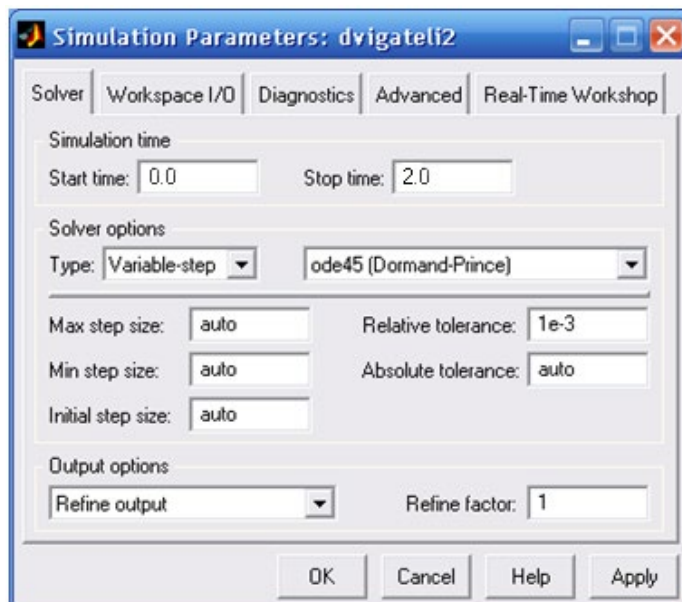 Simulation Parameters: dvigateli2
Solver Workspace I/O Diagnostics Advanced Real-Time Workshop
Simulation time
Start time: 0.0 Stop time: 2.0
Solver options
Type: Variable-step ode45 (Dormand-Prince)
Max step size: auto Relative tolerance: 1e-3
Min step size: auto Absolute tolerance: auto
Initial step size: auto
Output options
Refine output Refine factor: 1
OK Cancel Help Apply